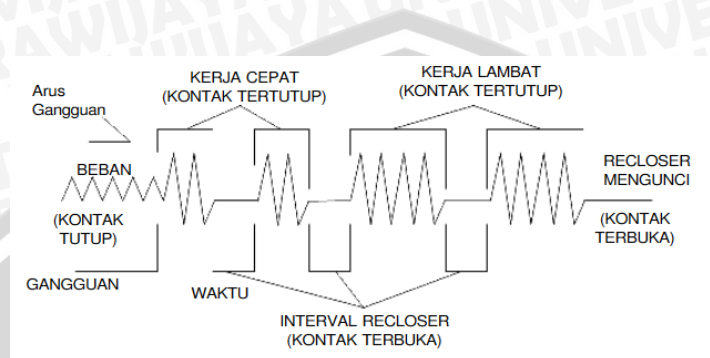 KERJA CEPAT
(KONTAK TERTUTUP)
KERJA LAMBAT
(KONTAK TERTUTUP)
Arus
Gangguan
BEBAN
RECLOSER
MENGUNCI
(KONTAK
TUTUP)
(KONTAK
TERBUKA)
GANGGUAN
WAKTU
INTERVAL RECLOSER
(KONTAK TERBUKA)